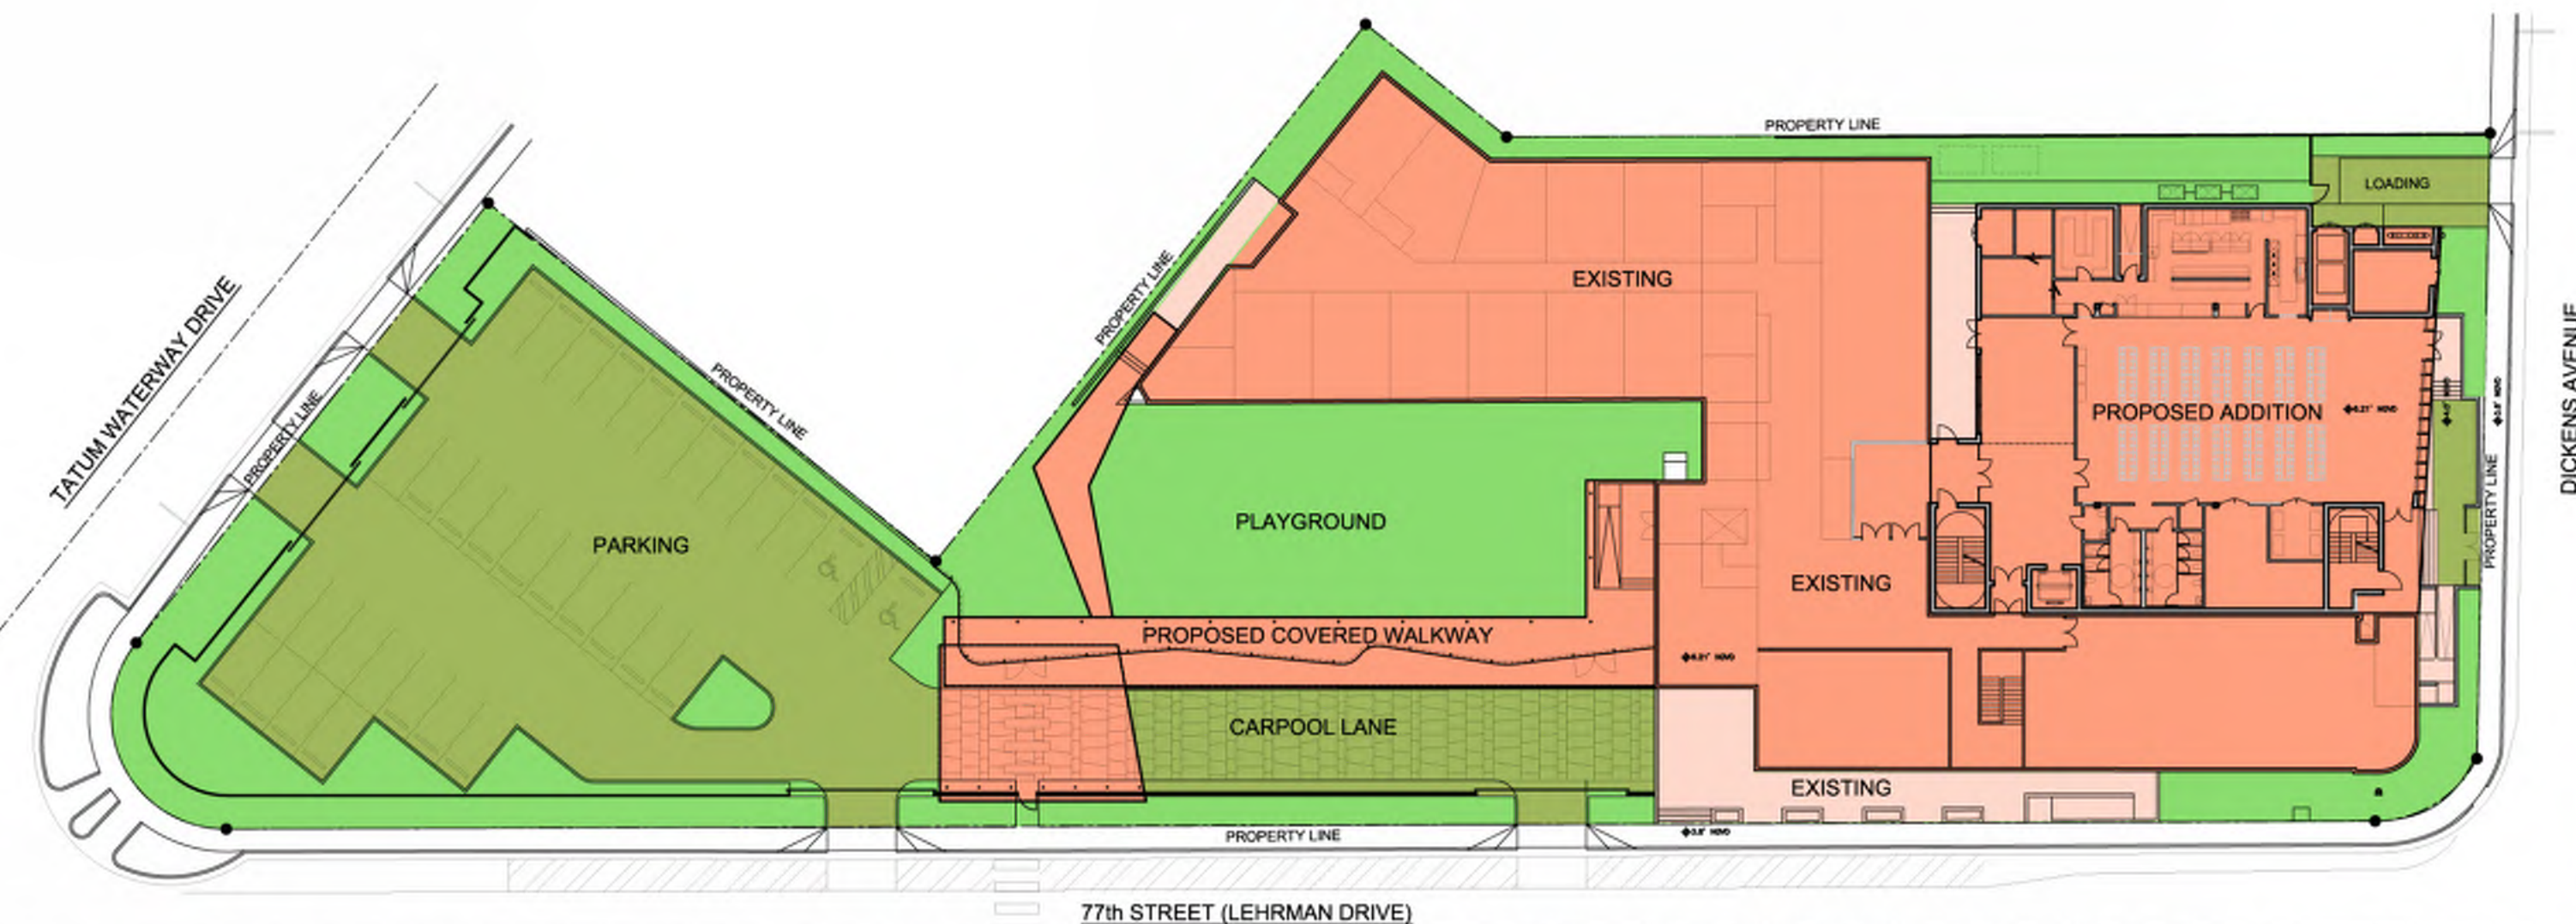 PROPERTY LINE
LOADING
TATUM WATERWAY DRIVE
PROPERTY LINE
PROPERTY LINE
PROPERTY LINE
EXISTING
PROPOSED ADDITION
DICKENS AVENUE
PROPERTY LINE
PARKING
PLAYGROUND
EXISTING
PROPOSED COVERED WALKWAY
CARPOOL LANE
EXISTING
PROPERTY LINE
77th STREET (LEHRMAN DRIVE)